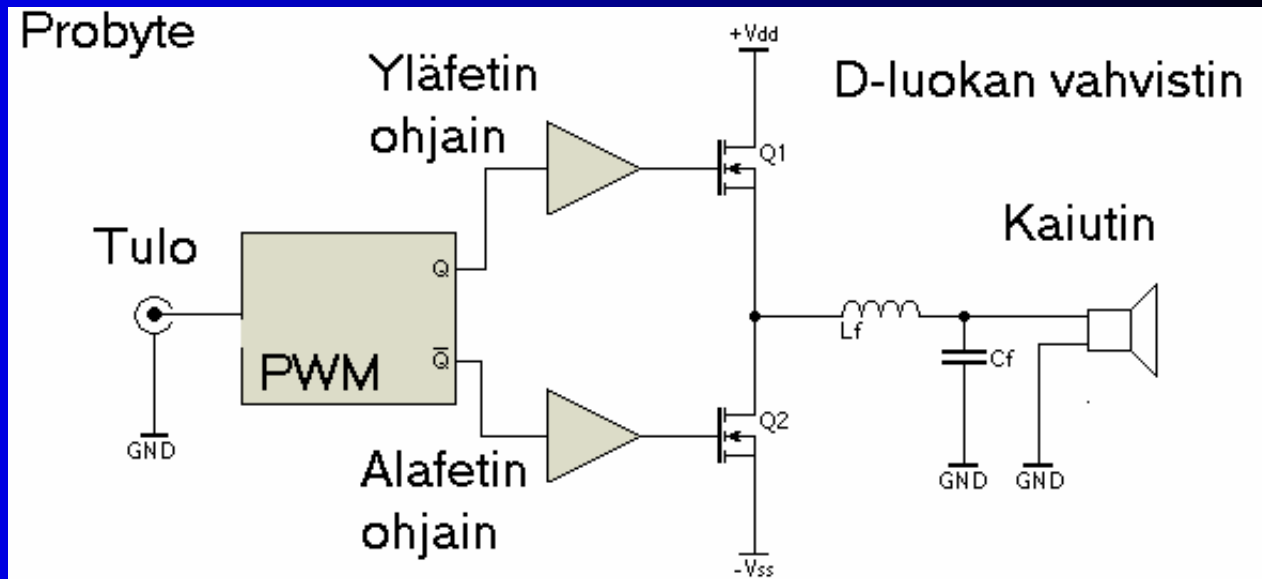 Probyte
+Vdd
Yläfetin
ohjain
D-luokan vahvistin
Q1
Tulo
Kaiutin
Q
Lf
Q̅
PWM
Cf
Q2
GND
Alafetin
ohjain
GND
GND
-Vss